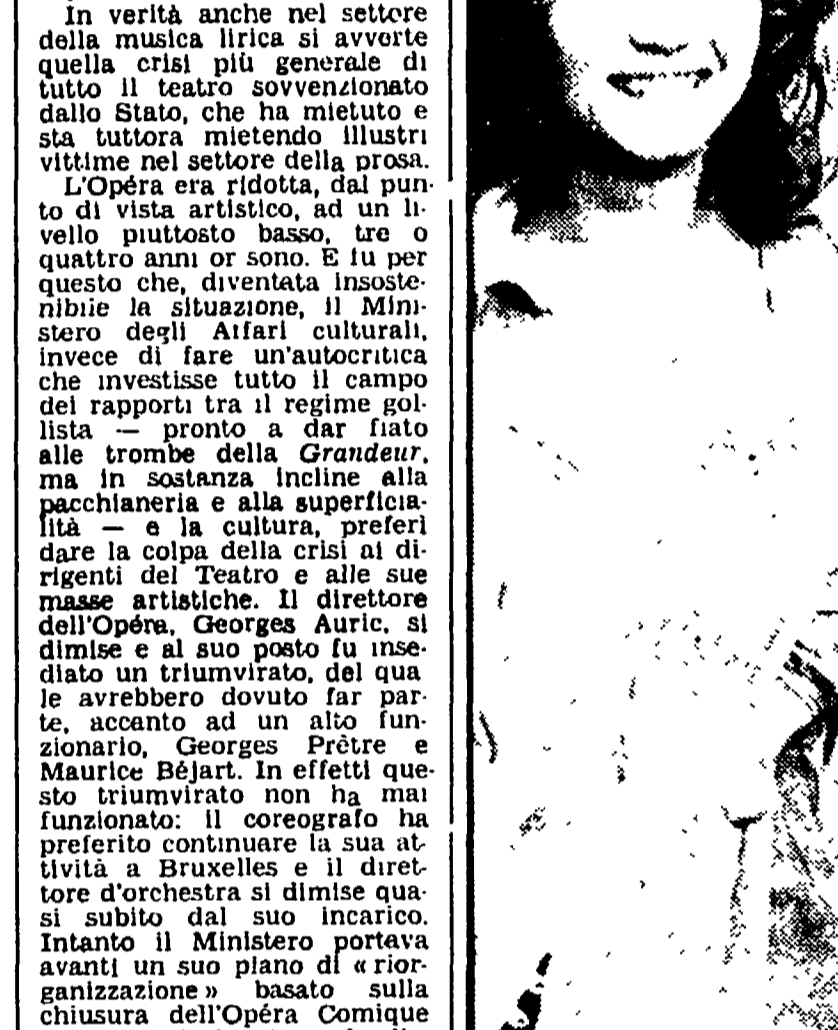 In verità anche nel settore
della musica lirica si avverte
quella crisi più generale di
tutto il teatro sovvenzionato
dallo Stato, che ha mietuto e
sta tuttora mietendo illustri
vittime nel settore della prosa.
L'Opéra era ridotta, dal pun-
to di vista artistico, ad un li-
vello piuttosto basso, tre o
quattro anni or sono. E fu per
questo che, diventata insoste-
nibile la situazione, il Mini-
stero degli Affari culturali,
invece di fare un'autocritica
che investisse tutto il campo
dei rapporti tra il regime gol-
lista — pronto a dar fiato
alle trombe della Grandeur,
ma in sostanza incline alla
pacchianeria e alla superficia-
lità — e la cultura, preferì
dare la colpa della crisi ai di-
rigenti del Teatro e alle sue
masse artistiche. Il direttore
dell'Opéra, Georges Auric, si
dimise e al suo posto fu inse-
diato un triumvirato, del qua
le avrebbero dovuto far par-
te, accanto ad un alto fun-
zionario, Georges Prètre e
Maurice Béjart. In effetti que-
sto triumvirato non ha mai
funzionato: il coreografo ha
preferito continuare la sua at-
tività a Bruxelles e il diret-
tore d'orchestra si dimise qua-
si subito dal suo incarico.
Intanto il Ministero portava
avanti un suo piano di « rior-
ganizzazione » basato sulla
chiusura dell'Opéra Comique